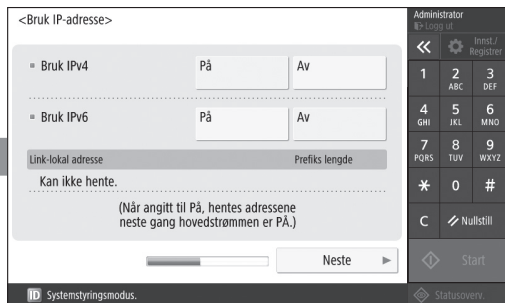 <Bruk IP-adresse>
Bruk IPv4
På
Av
Bruk IPv6
På
Av
Link-lokal adresse
Prefiks lengde
Kan ikke hente.
(Når angitt til På, hentes adressene
neste gang hovedstrømmen er PÅ.)
Neste
ID Systemstyringsmodus.
Administrator
Logg ut
Innst./
Registrer
1
2
ABC
3
DEF
4
GHI
5
JKL
6
MNO
7
PQRS
8
TUV
9
WXYZ
*
0
#
C
Nullstill
Start
Statusoverv.